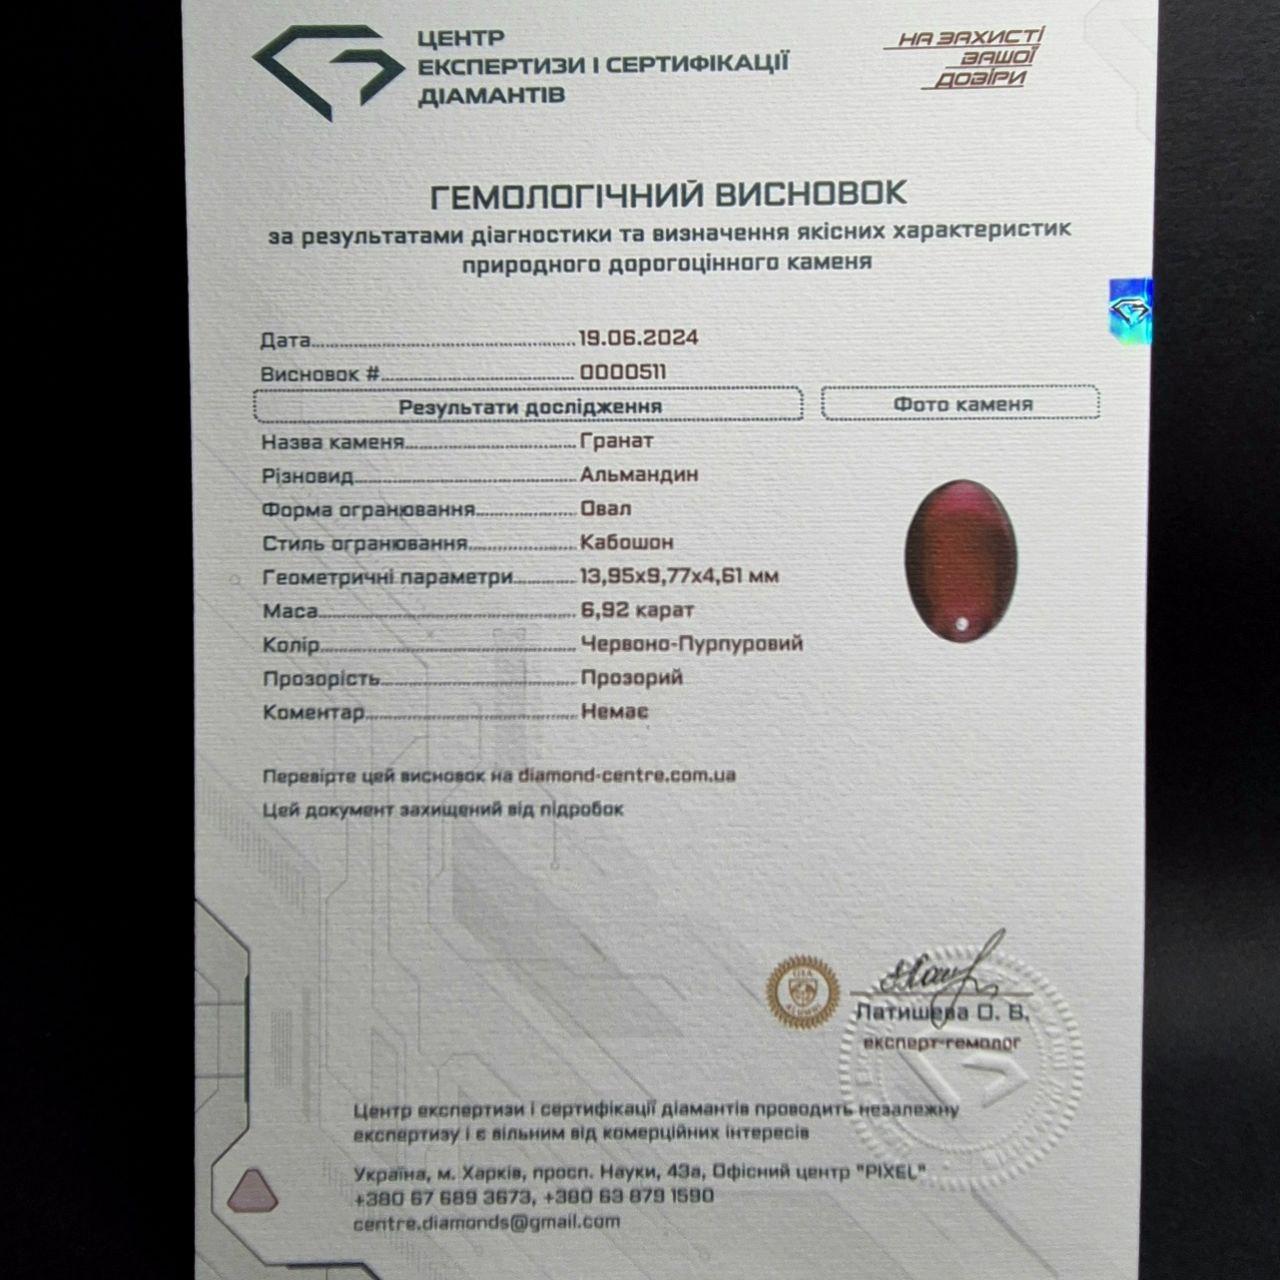 ЦЕНТР
ЕКСПЕРТИЗИ І СЕРТИФІКАЦІЇ
ДІАМАНТІВ
НА ЗАХИСТІ
ВАШОЇ
ДОВІРИ
ГЕМОЛОГІЧНИЙ ВИСНОВОК
за результатами діагностики та визначення якісних характеристик
природного дорогоцінного каменя
Дата 19.06.2024
Висновок # 0000511
Результати дослідження
Фото каменя
Назва каменя Гранат
Різновид Альмандин
Форма огранювання Овал
Стиль огранювання Кабошон
Геометричні параметри 13,95x9,77x4,61 мм
Маса 6,92 карат
Колір Червоно-Пурпуровий
Прозорість Прозорий
Коментар Немає
Перевірте цей висновок на diamond-centre.com.ua
Цей документ захищений від підробок
Латишева О. В.
експерт-гемолог
Центр експертизи і сертифікації діамантів проводить незалежну
експертизу і є вільним від комерційних інтересів
Україна, м. Харків, просп. Науки, 43а, Офісний центр "PIXEL"
+380 67 689 3673, +380 63 879 1590
centre.diamonds@gmail.com